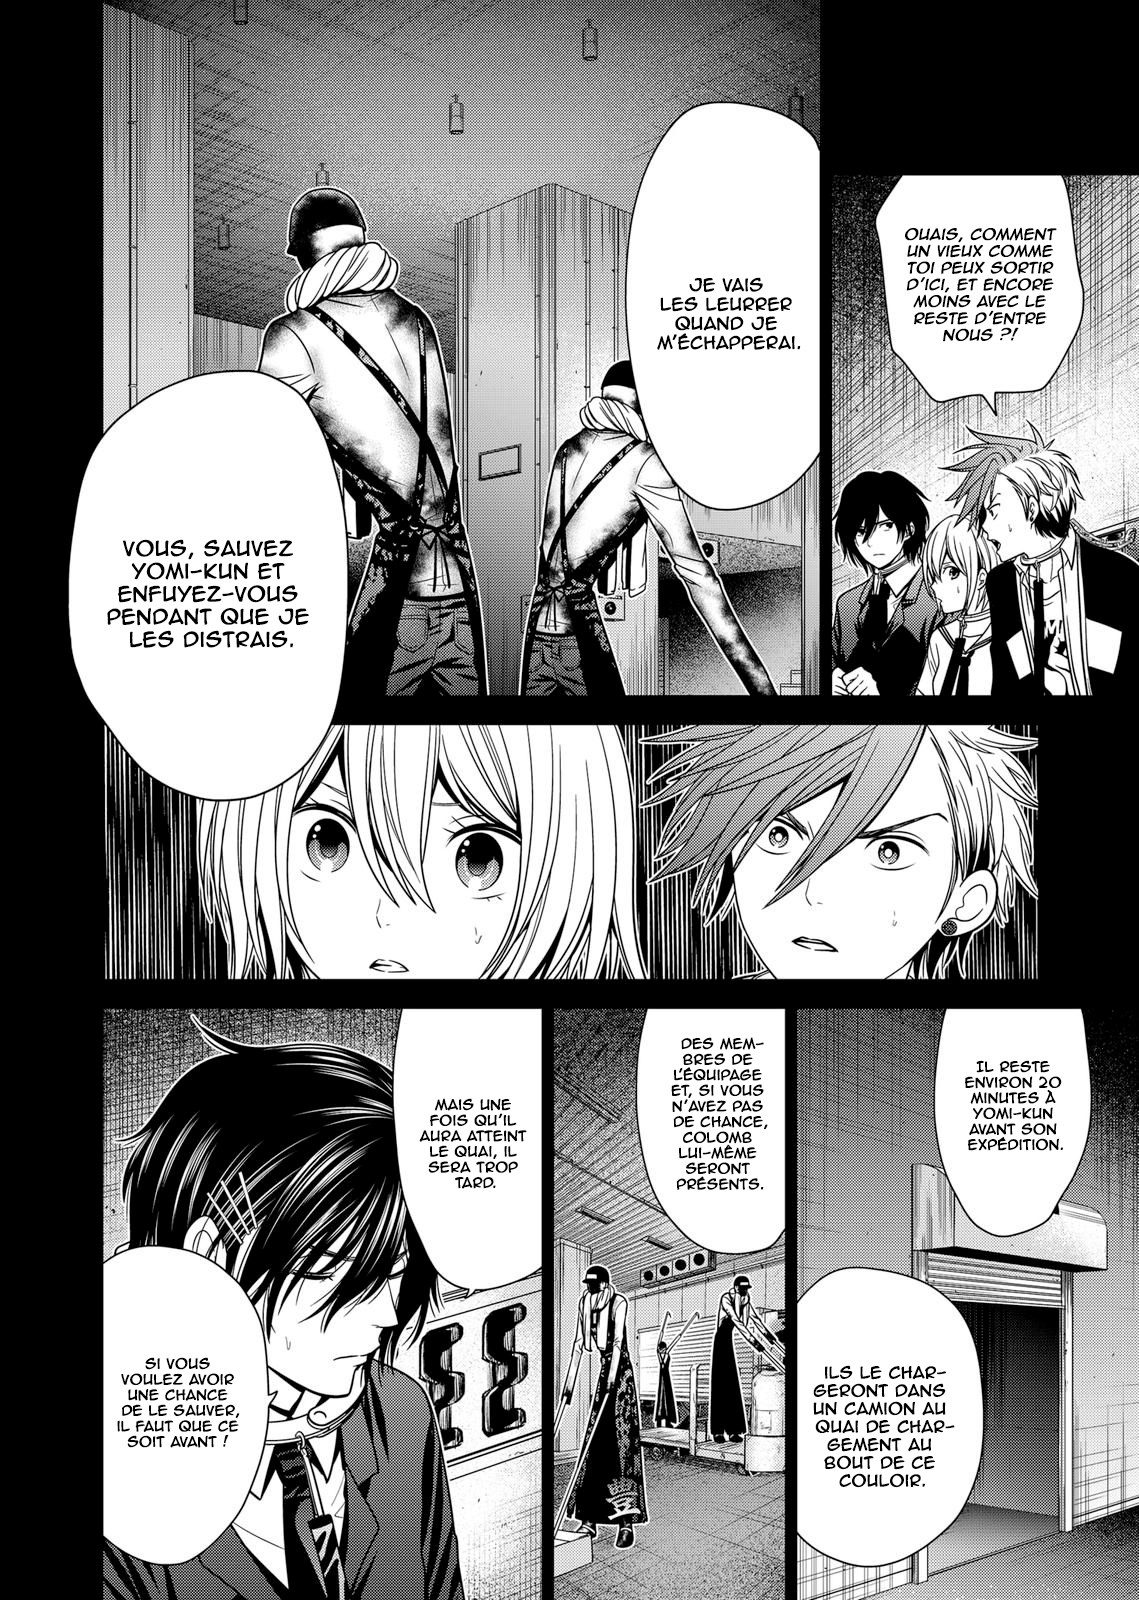 OUAIS, COMMENT
UN VIEUX COMME
TOI PEUX SORTIR
D'ICI, ET ENCORE
MOINS AVEC LE
RESTE D'ENTRE
NOUS ?!
JE VAIS
LES LEURRER
QUAND JE
M'ÉCHAPPERAI.
VOUS, SAUVEZ
YOMI-KUN ET
ENFUYEZ-VOUS
PENDANT QUE JE
LES DISTRAIS.
IL RESTE
ENVIRON 20
MINUTES À
YOMI-KUN
AVANT SON
EXPÉDITION.
ILS LE CHAR-
GERONT DANS
UN CAMION AU
QUAI DE CHAR-
GEMENT AU
BOUT DE CE
COULOIR.
DES MEM-
BRES DE
L'ÉQUIPAGE
ET, SI VOUS
N'AVEZ PAS
DE CHANCE,
COLOMB
LUI-MÊME
SERONT
PRÉSENTS.
豊
MAIS UNE
FOIS QU'IL
AURA ATTEINT
LE QUAI, IL
SERA TROP
TARD.
SI VOUS
VOULEZ AVOIR
UNE CHANCE
DE LE SAUVER,
IL FAUT QUE CE
SOIT AVANT !